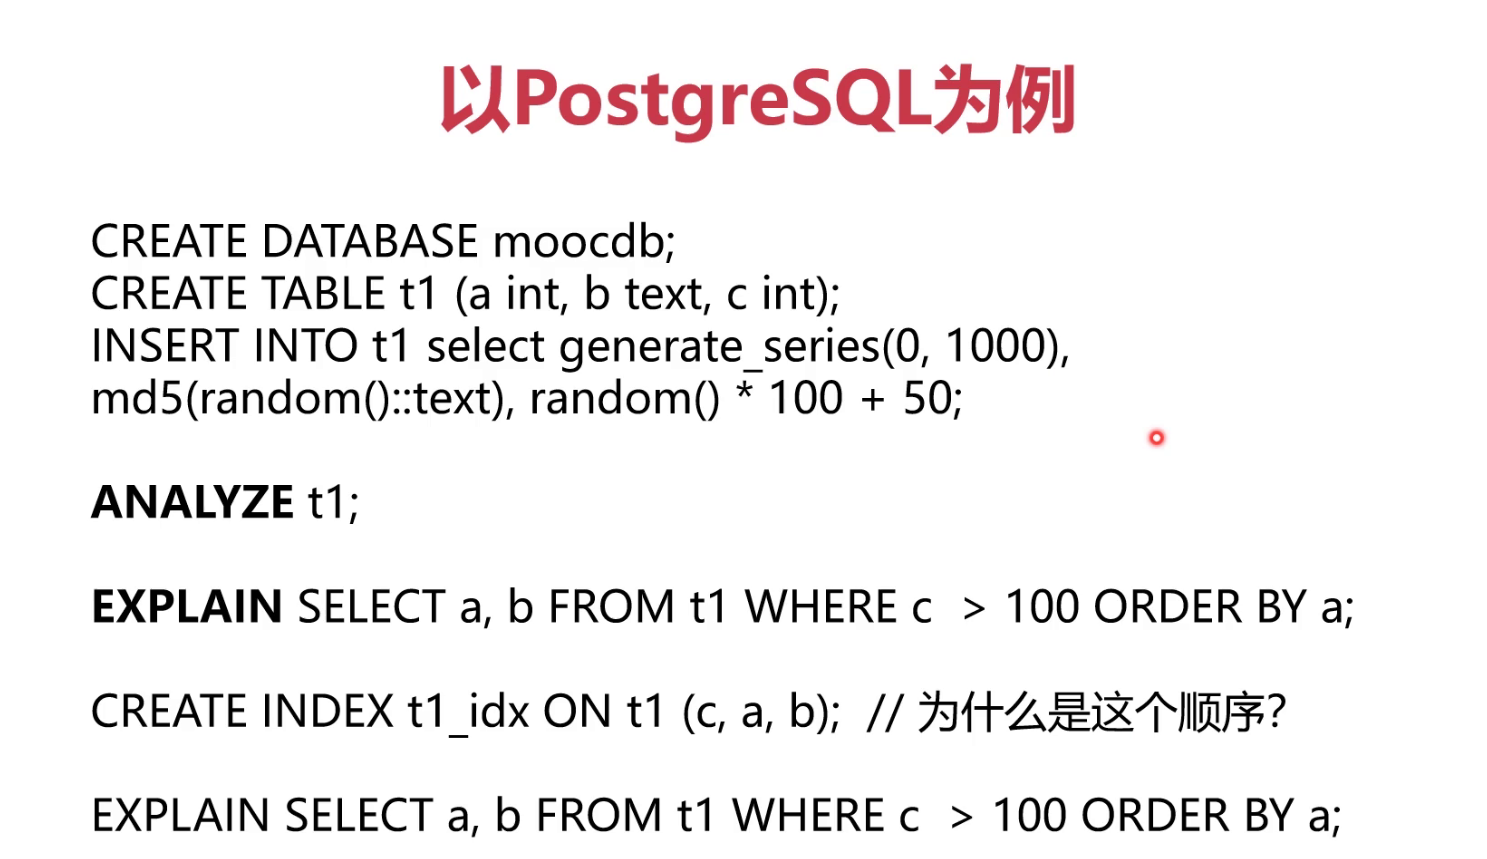 以PostgreSQL为例
CREATE DATABASE moocdb;
CREATE TABLE t1 (a int, b text, c int);
INSERT INTO t1 select generate_series(0, 1000),
md5(random()::text), random() * 100 + 50;
ANALYZE t1;
EXPLAIN SELECT a, b FROM t1 WHERE c  > 100 ORDER BY a;
CREATE INDEX t1_idx ON t1 (c, a, b);  // 为什么是这个顺序?
EXPLAIN SELECT a, b FROM t1 WHERE c  > 100 ORDER BY a;